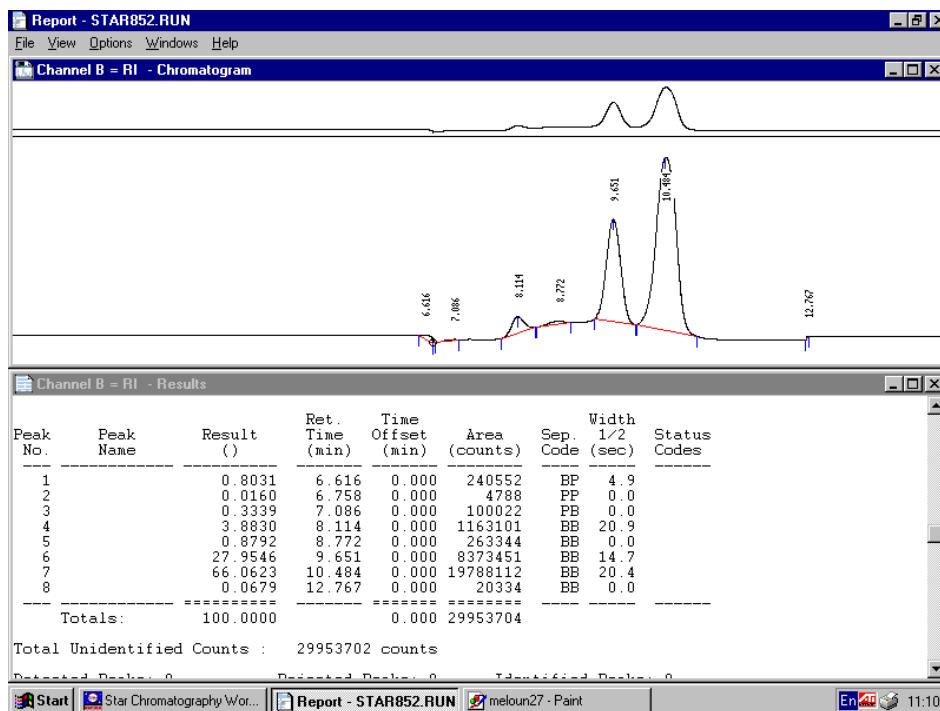 Report - STAR852.RUN
File View Options Windows Help
Channel B = RI - Chromatogram
6.616
7.086
8.114
8.772
9.651
10.484
12.767
Channel B = RI - Results
Ret. Time Width
Peak Peak Result Time Offset Area Sep. 1/2 Status
No. Name () (min) (min) (counts) Code (sec) Codes
1 0.8031 6.616 0.000 240552 BP 4.9
2 0.0160 6.758 0.000 4788 PP 0.0
3 0.3339 7.086 0.000 100022 PB 0.0
4 3.8830 8.114 0.000 1163101 BB 20.9
5 0.8792 8.772 0.000 263344 BB 0.0
6 27.9546 9.651 0.000 8373451 BB 14.7
7 66.0623 10.484 0.000 19788112 BB 20.4
8 0.0679 12.767 0.000 20334 BB 0.0
Totals: 100.0000 0.000 29953704
Total Unidentified Counts : 29953702 counts
Start Star Chromatography Wor... Report - STAR852.RUN meloun27 - Paint En 11:10